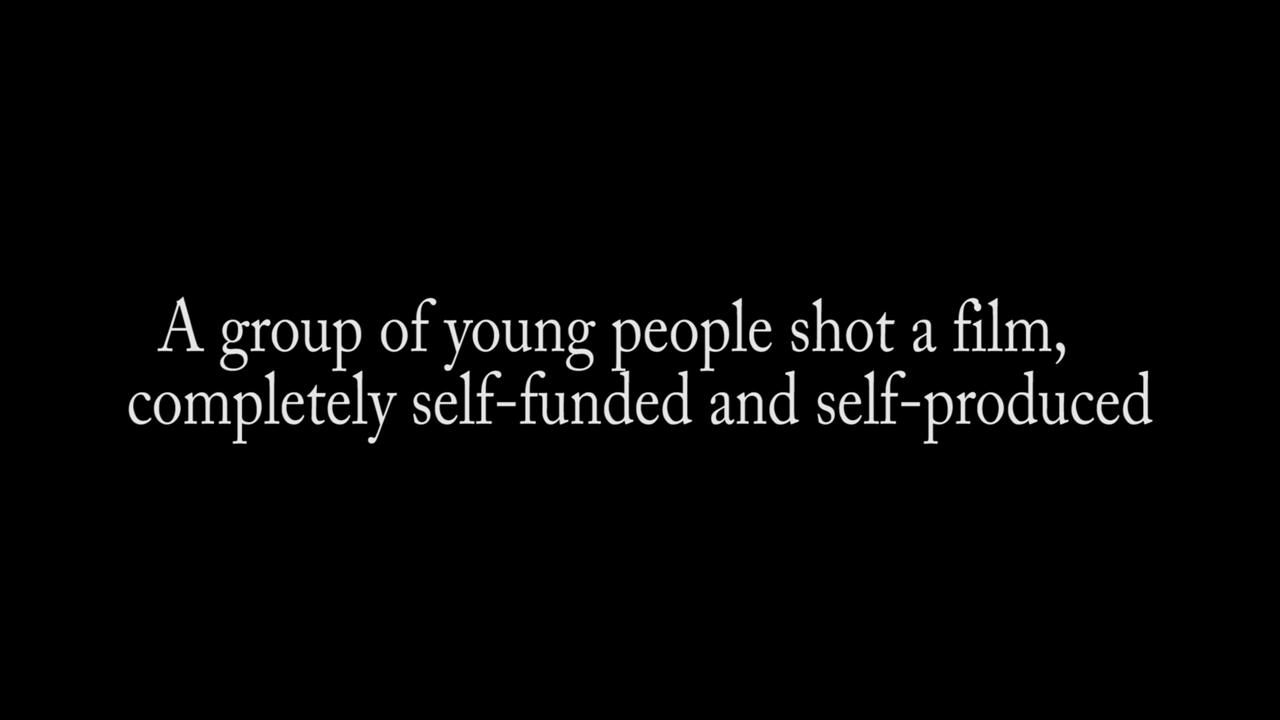 A group of young people shot a film,
completely self-funded and self-produced